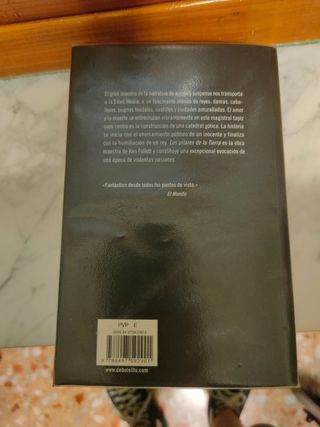 El gran maestro de la narrativa de acción y suspense nos transporta
a la Edad Media, a un fascinante mundo de reyes, damas, caba-
lleros, pugnas feudales, castillos y ciudades amuralladas. El amor
y la muerte se entrecruzan vibrantemente en este magistral tapiz
cuyo centro es la construcción de una catedral gótica. La historia
se inicia con el ahorcamiento público de un inocente y finaliza
con la humillación de un rey. Los pilares de la Tierra es la obra
maestra de Ken Follett y constituye una excepcional evocación de
una época de violentas pasiones.
«Fantástico desde todos los puntos de vista.»
El Mundo
PVP E
www.debolsillo.com